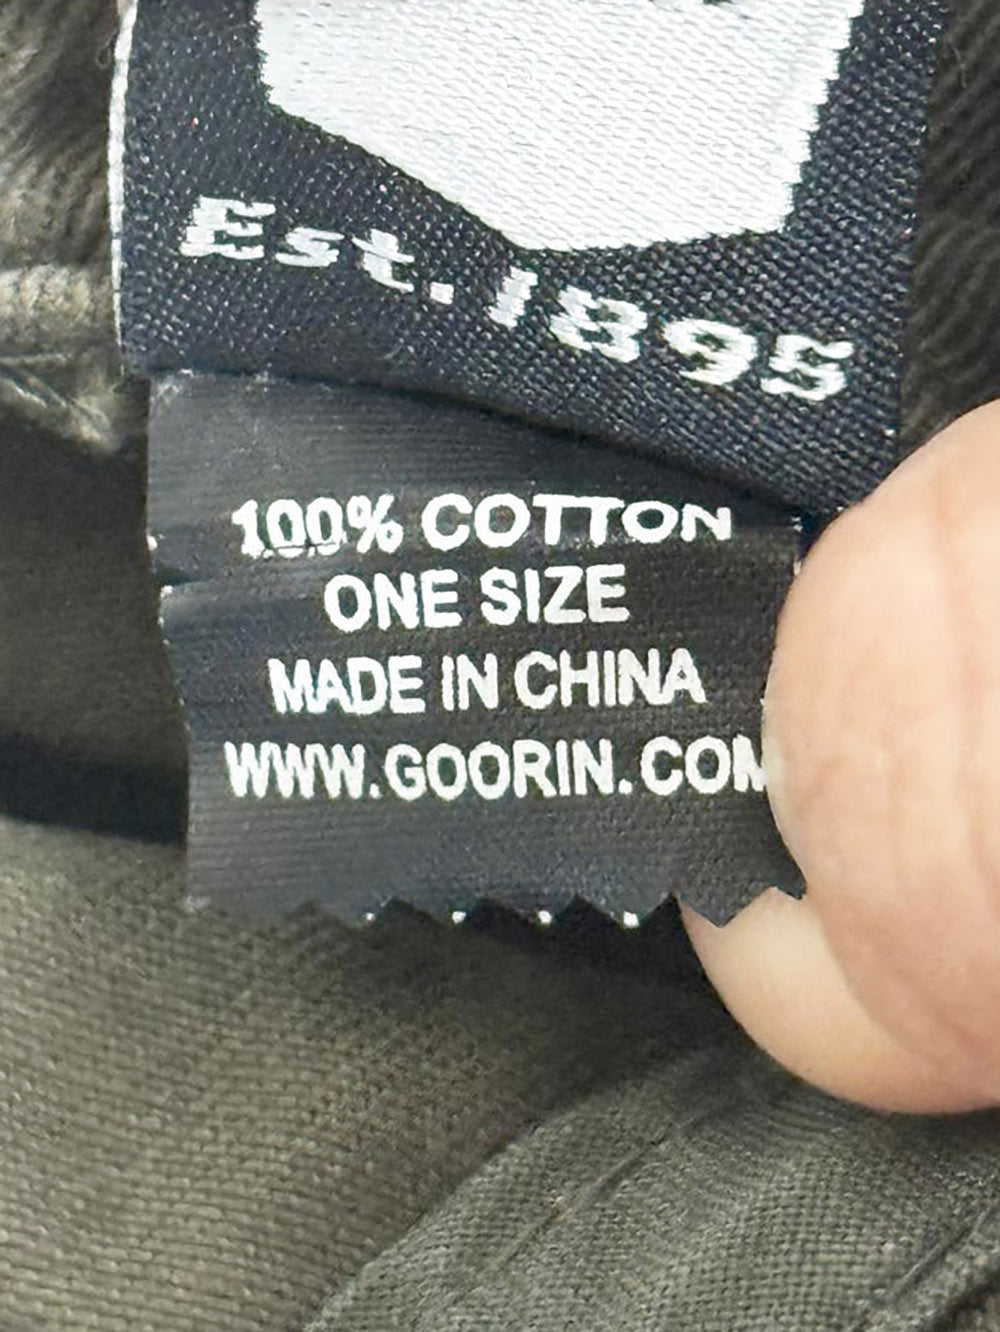 Est. 1895
100% COTTON
ONE SIZE
MADE IN CHINA
WWW.GOORIN.COM